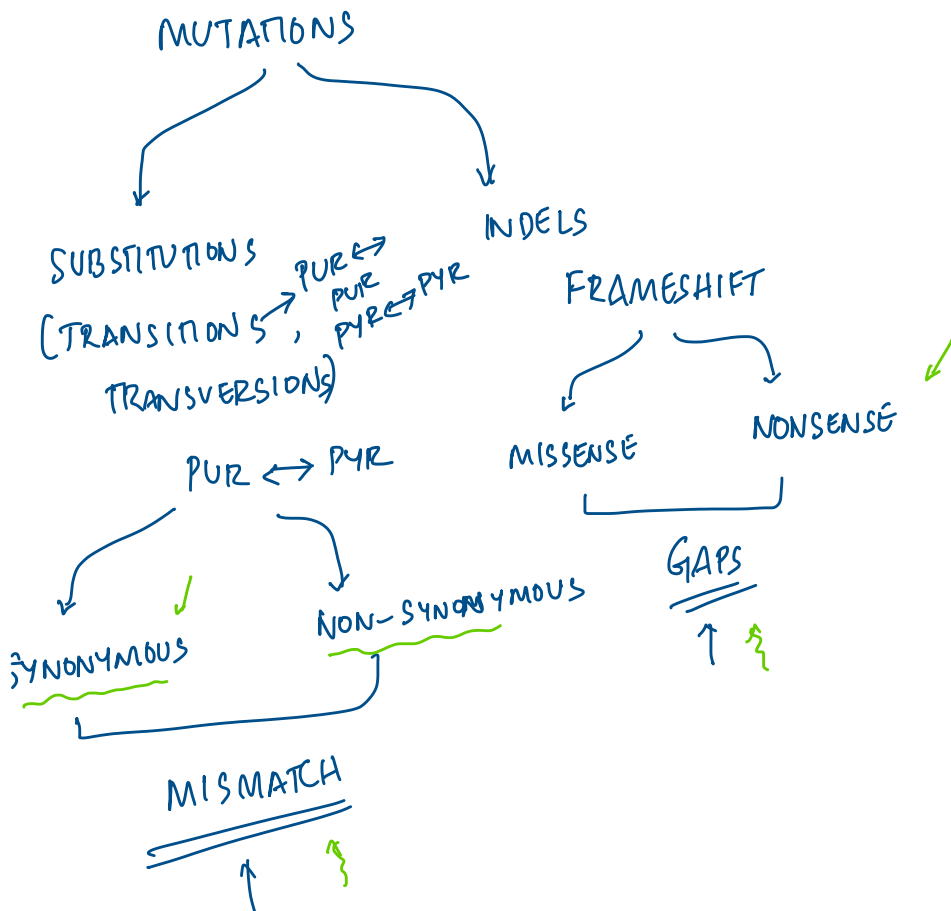 MUTATIONS
SUBSTITUTIONS
(TRANSITIONS,
TRANSVERSIONS)
PUR ↔
PUR
PYR ↔ PYR
PUR ↔ PYR
SYNONYMOUS
NON-SYNONYMOUS
MISMATCH
INDELS
FRAMESHIFT
MISSENSE
NONSENSE
GAPS